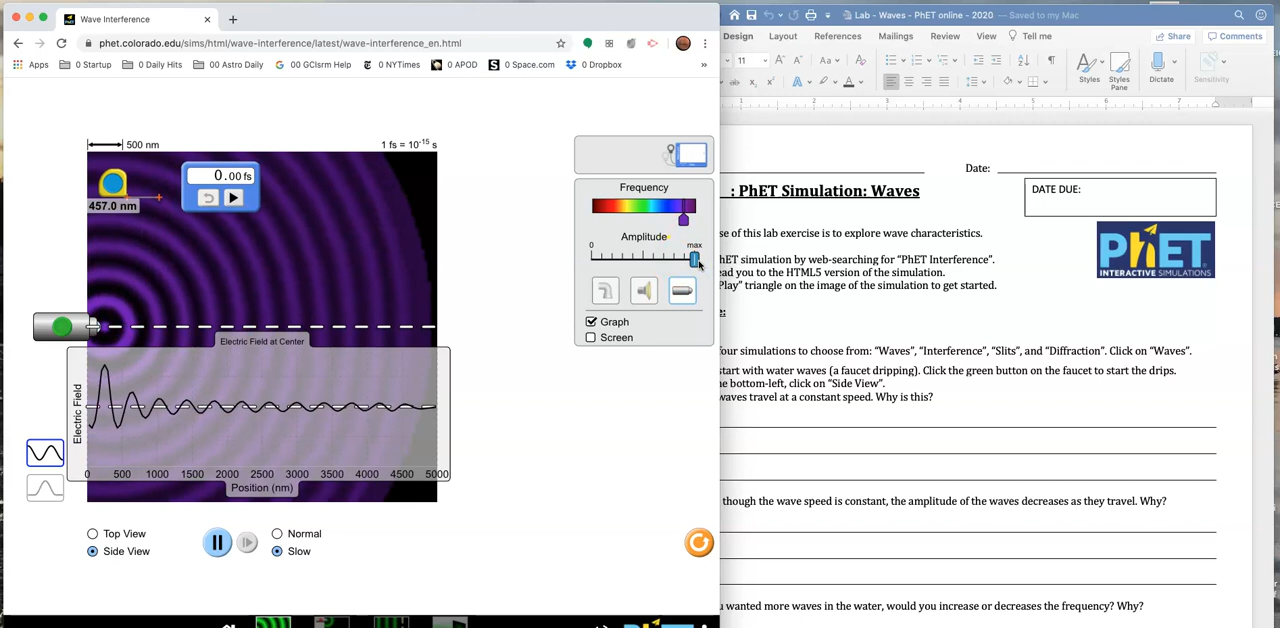 Wave Interference
phet.colorado.edu/sims/html/wave-interference/latest/wave-interference_en.html
Apps 0 Startup 0 Daily Hits 0 Astro Daily 00 GClsrm Help 0 NYTimes 0 APOD 0 Space.com 0 Dropbox »
500 nm 1 fs = 10⁻¹⁵ s
0.00 fs
457.0 nm
Frequency
Amplitude
0 max
Graph
Screen
Electric Field at Center
Electric Field
0 500 1000 1500 2000 2500 3000 3500 4000 4500 5000
Position (nm)
Top View
Side View
Normal
Slow
Lab - Waves - PhET online - 2020 — Saved to my Mac
Design Layout References Mailings Review View Tell me Share Comments
11 Aa
Styles Styles Pane Dictate Sensitivity
1 2 3 4 5 6 7
Date:
: PhET Simulation: Waves
DATE DUE:
se of this lab exercise is to explore wave characteristics.
hET simulation by web-searching for “PhET Interference”.
ead you to the HTML5 version of the simulation.
Play” triangle on the image of the simulation to get started.
PhET
INTERACTIVE SIMULATIONS
e:
our simulations to choose from: “Waves”, “Interference”, “Slits”, and “Diffraction”. Click on “Waves”.
start with water waves (a faucet dripping). Click the green button on the faucet to start the drips.
he bottom-left, click on “Side View”.
waves travel at a constant speed. Why is this?
though the wave speed is constant, the amplitude of the waves decreases as they travel. Why?
u wanted more waves in the water, would you increase or decreases the frequency? Why?